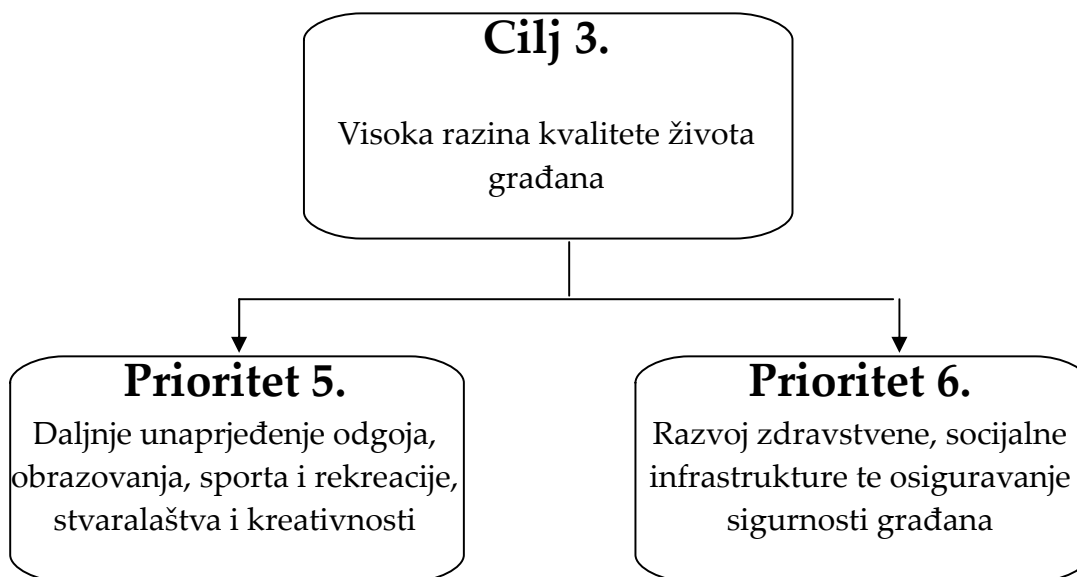 Cilj 3.
Visoka razina kvalitete života
građana
Prioritet 5.
Daljnje unaprjeđenje odgoja,
obrazovanja, sporta i rekreacije,
stvaralaštva i kreativnosti
Prioritet 6.
Razvoj zdravstvene, socijalne
infrastrukture te osiguravanje
sigurnosti građana